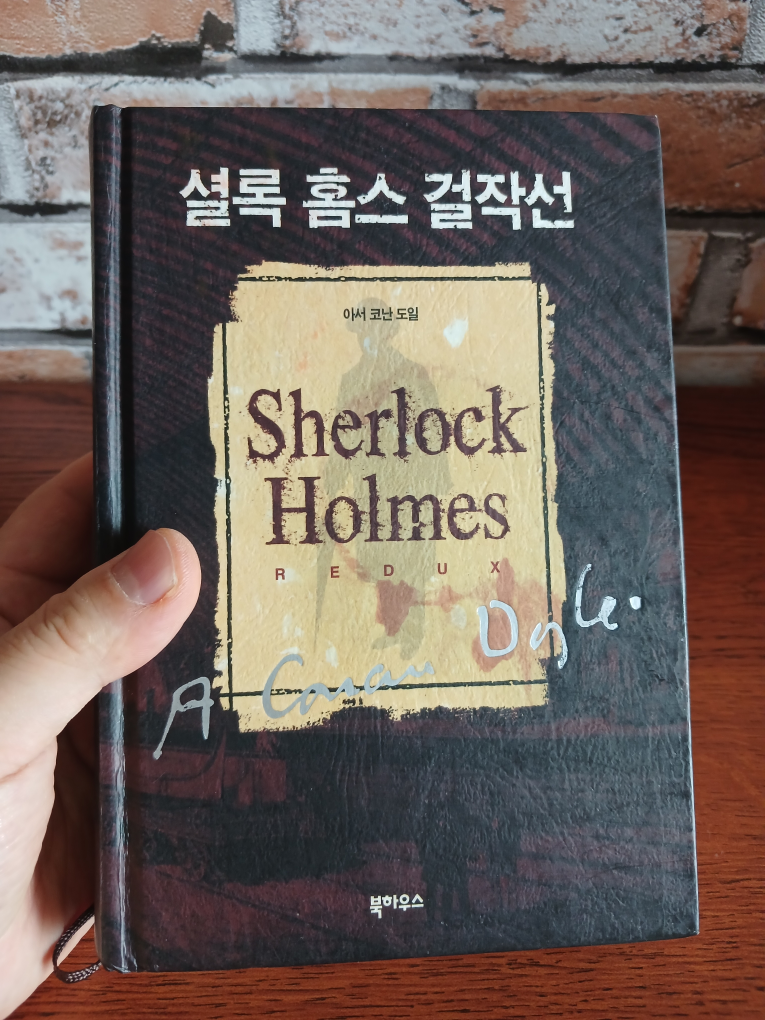 셜록 홈스 걸작선
아서 코난 도일
Sherlock
Holmes
REDUX
A Conan Doyle.
북하우스